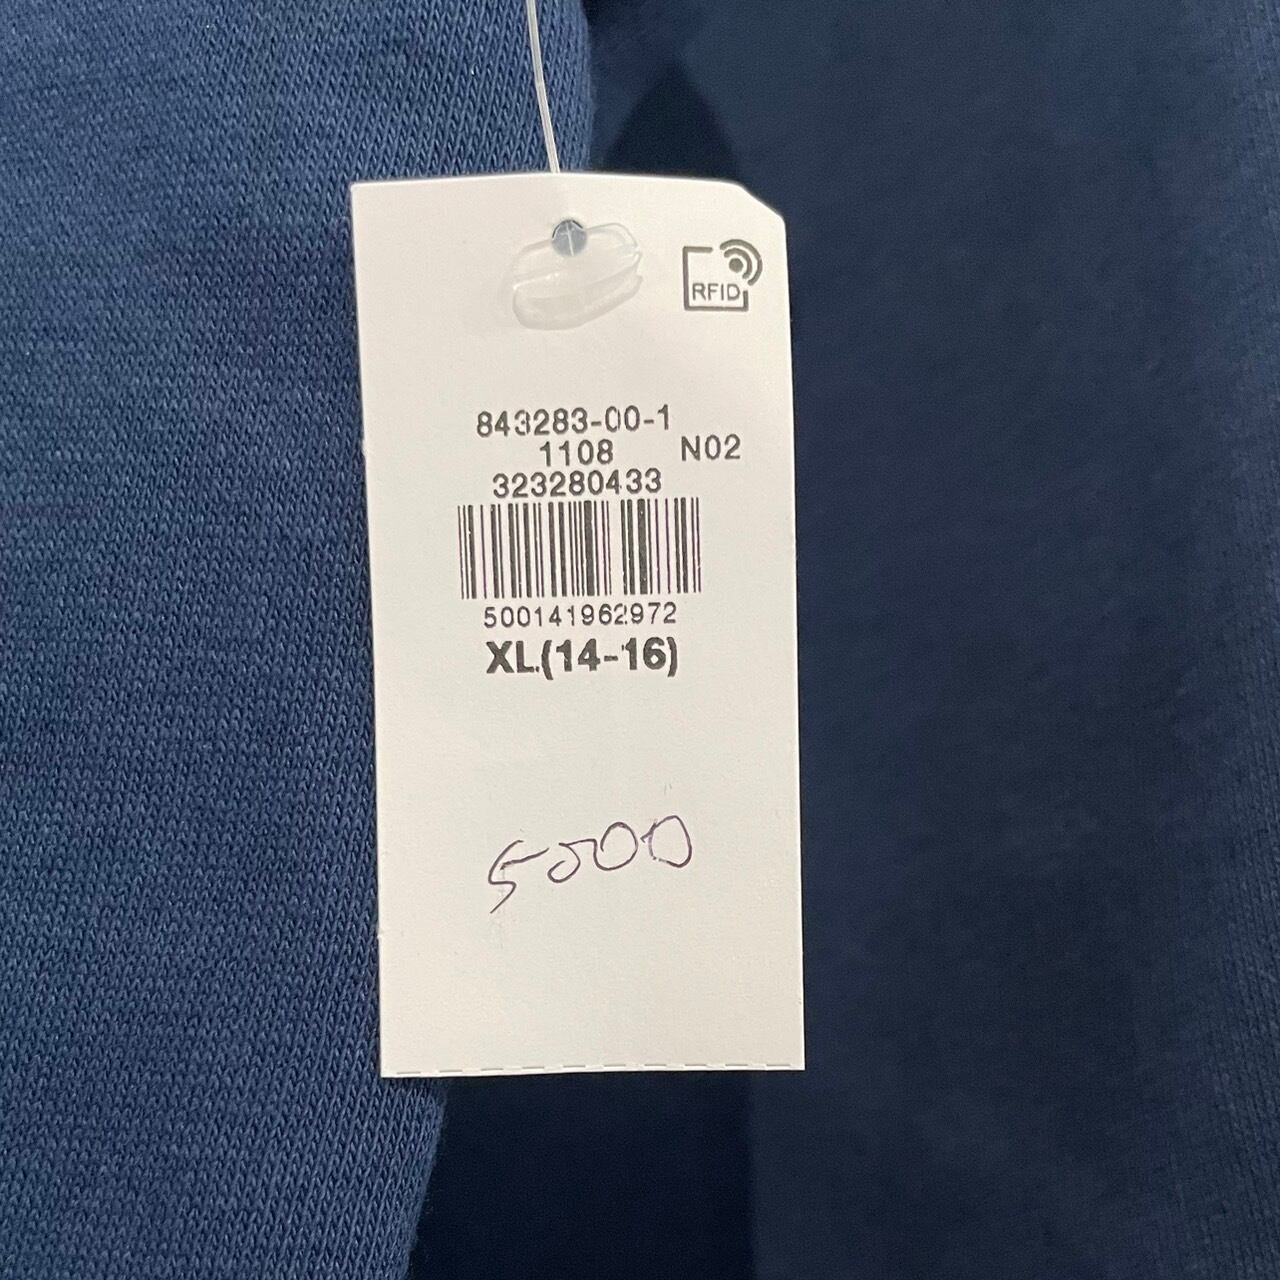 RFID
843283-00-1
1108 N02
323280433
500141962972
XL(14-16)
5000